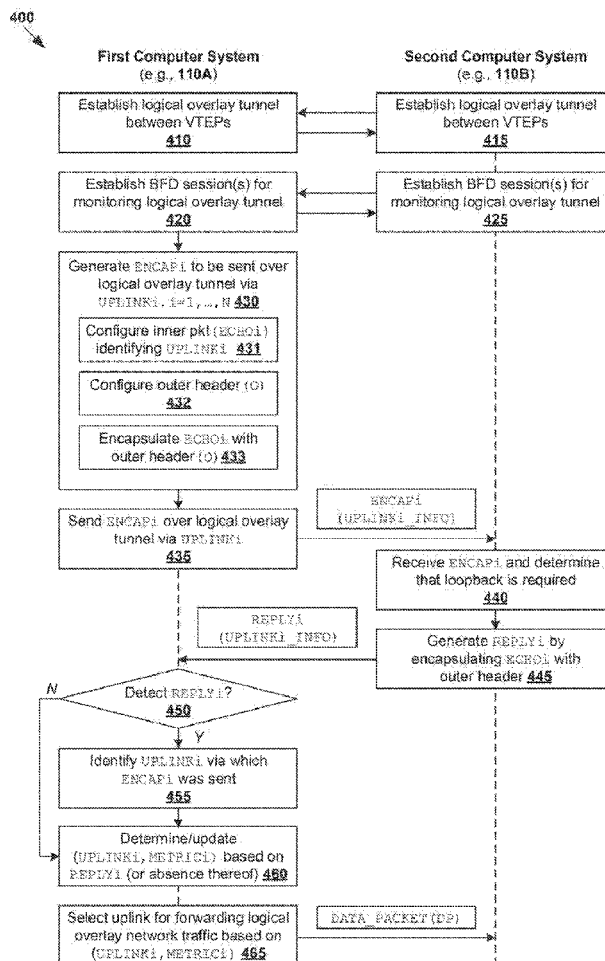 400
First Computer System
(e.g., 110A)
Second Computer System
(e.g., 110B)
Establish logical overlay tunnel
between VTEPs
410
Establish logical overlay tunnel
between VTEPs
415
Establish BFD session(s) for
monitoring logical overlay tunnel
420
Establish BFD session(s) for
monitoring logical overlay tunnel
425
Generate ENCAPi to be sent over
logical overlay tunnel via
UPLINKi, i=1, …, N 430
Configure inner pkt (ECHOi)
identifying UPLINKi 431
Configure outer header (O)
432
Encapsulate ECHOi with
outer header (O) 433
Send ENCAPi over logical overlay
tunnel via UPLINKi
435
ENCAPi
(UPLINKi_INFO)
Receive ENCAPi and determine
that loopback is required
440
REPLYi
(UPLINKi_INFO)
Generate REPLYi by
encapsulating ECHOi with
outer header 445
N
Detect REPLYi?
450
Y
Identify UPLINKi via which
ENCAPi was sent
455
Determine/update
(UPLINKi, METRICi) based on
REPLYi (or absence thereof) 460
Select uplink for forwarding logical
overlay network traffic based on
(UPLINKi, METRICi) 465
DATA_PACKET(DP)